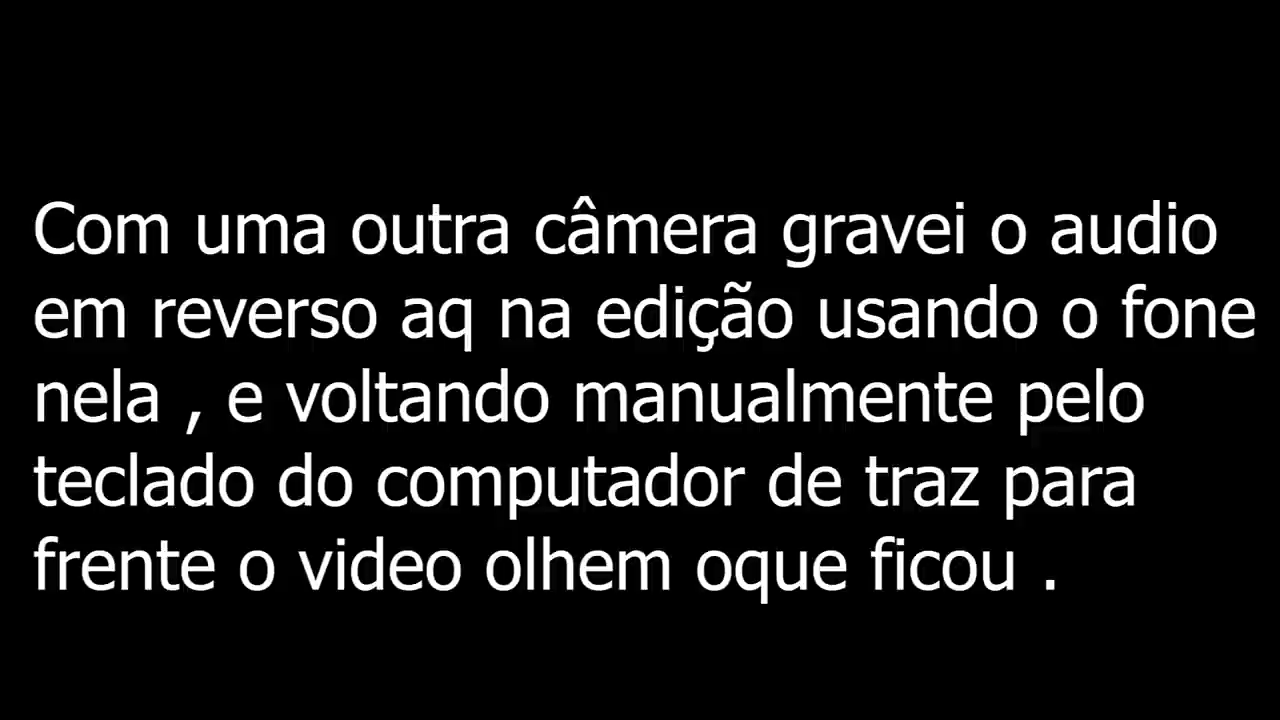 Com uma outra câmera gravei o audio
em reverso aq na edição usando o fone
nela , e voltando manualmente pelo
teclado do computador de traz para
frente o video olhem oque ficou .